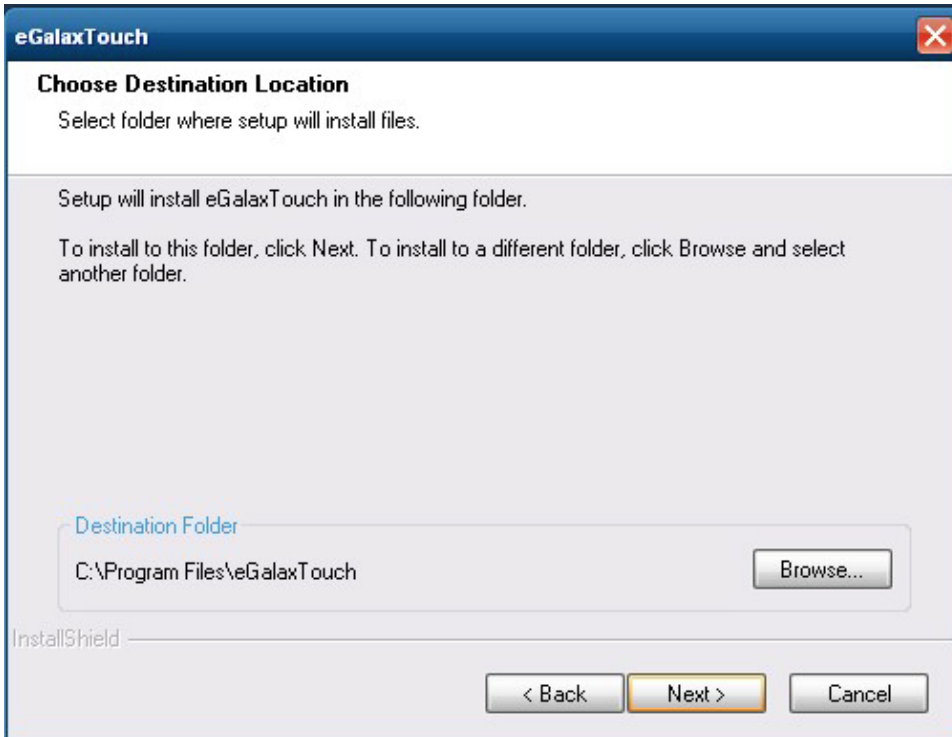 eGalaxTouch
Choose Destination Location
Select folder where setup will install files.
Setup will install eGalaxTouch in the following folder.
To install to this folder, click Next. To install to a different folder, click Browse and select
another folder.
Destination Folder
C:\Program Files\eGalaxTouch
Browse...
InstallShield
< Back
Next >
Cancel